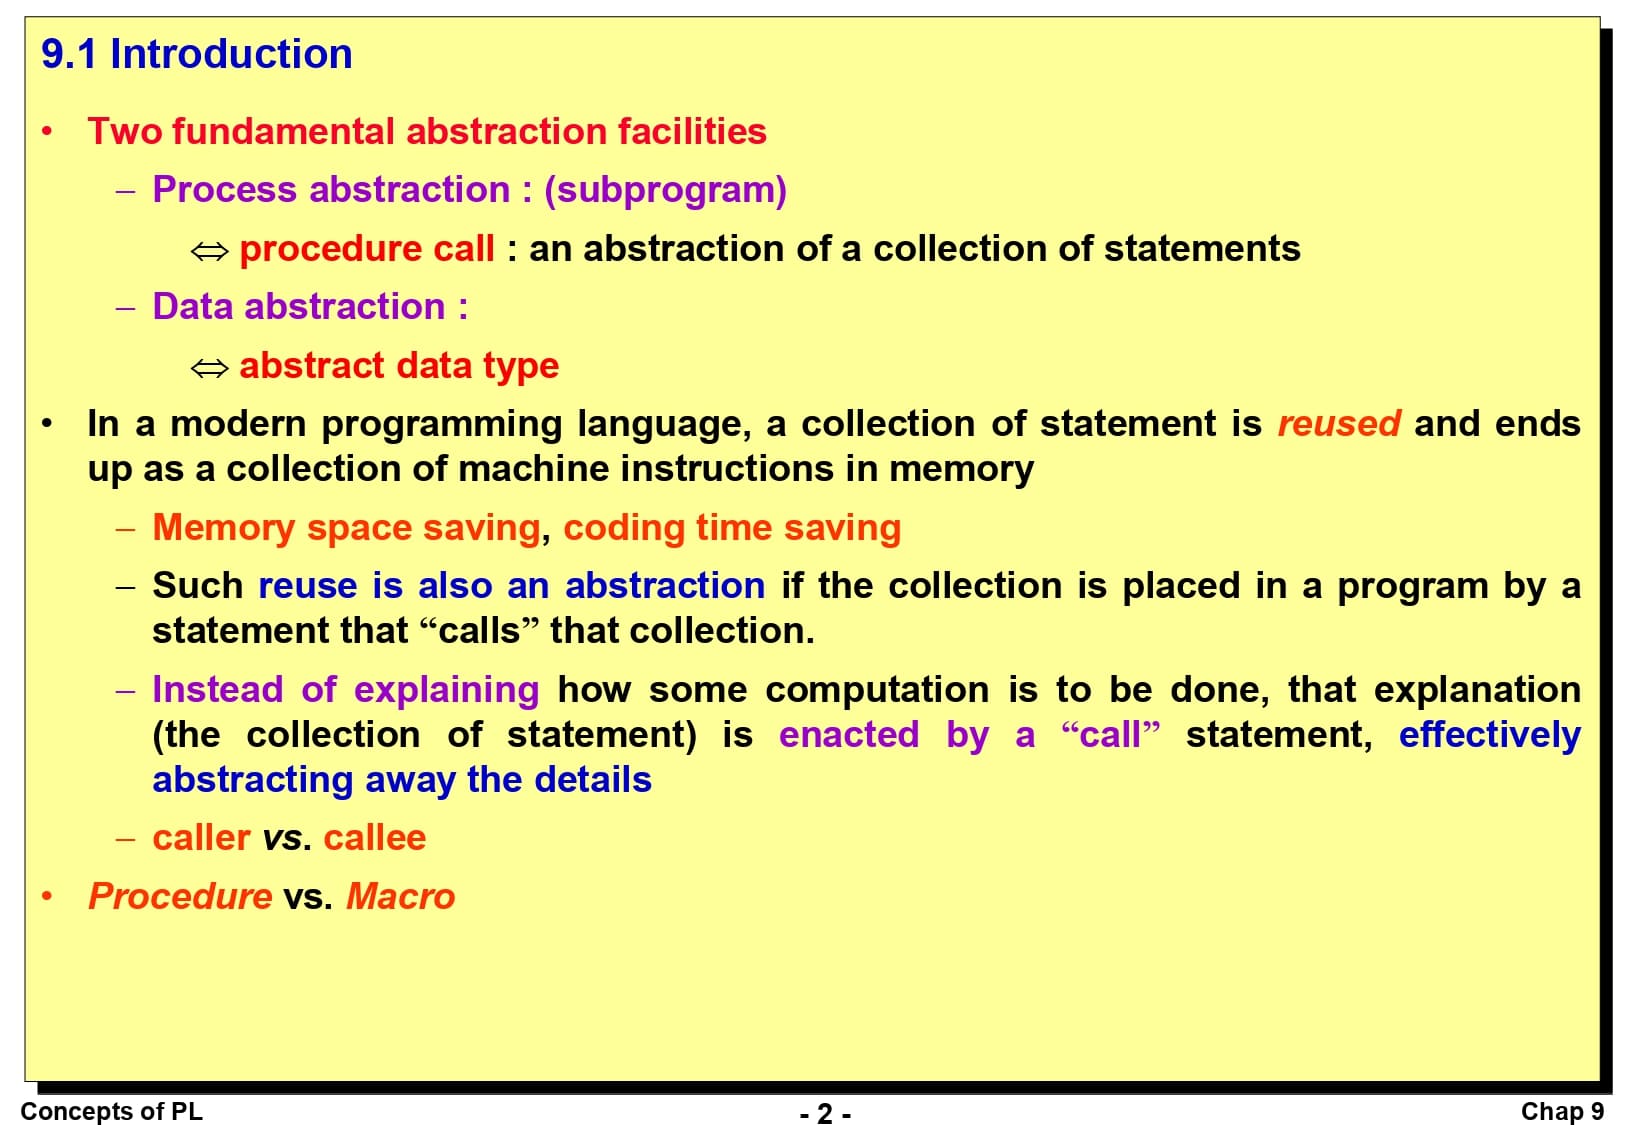 9.1 Introduction
• Two fundamental abstraction facilities
– Process abstraction : (subprogram)
⇔ procedure call : an abstraction of a collection of statements
– Data abstraction :
⇔ abstract data type
• In a modern programming language, a collection of statement is reused and ends
up as a collection of machine instructions in memory
– Memory space saving, coding time saving
– Such reuse is also an abstraction if the collection is placed in a program by a
statement that “calls” that collection.
– Instead of explaining how some computation is to be done, that explanation
(the collection of statement) is enacted by a “call” statement, effectively
abstracting away the details
– caller vs. callee
• Procedure vs. Macro
Concepts of PL
- 2 -
Chap 9